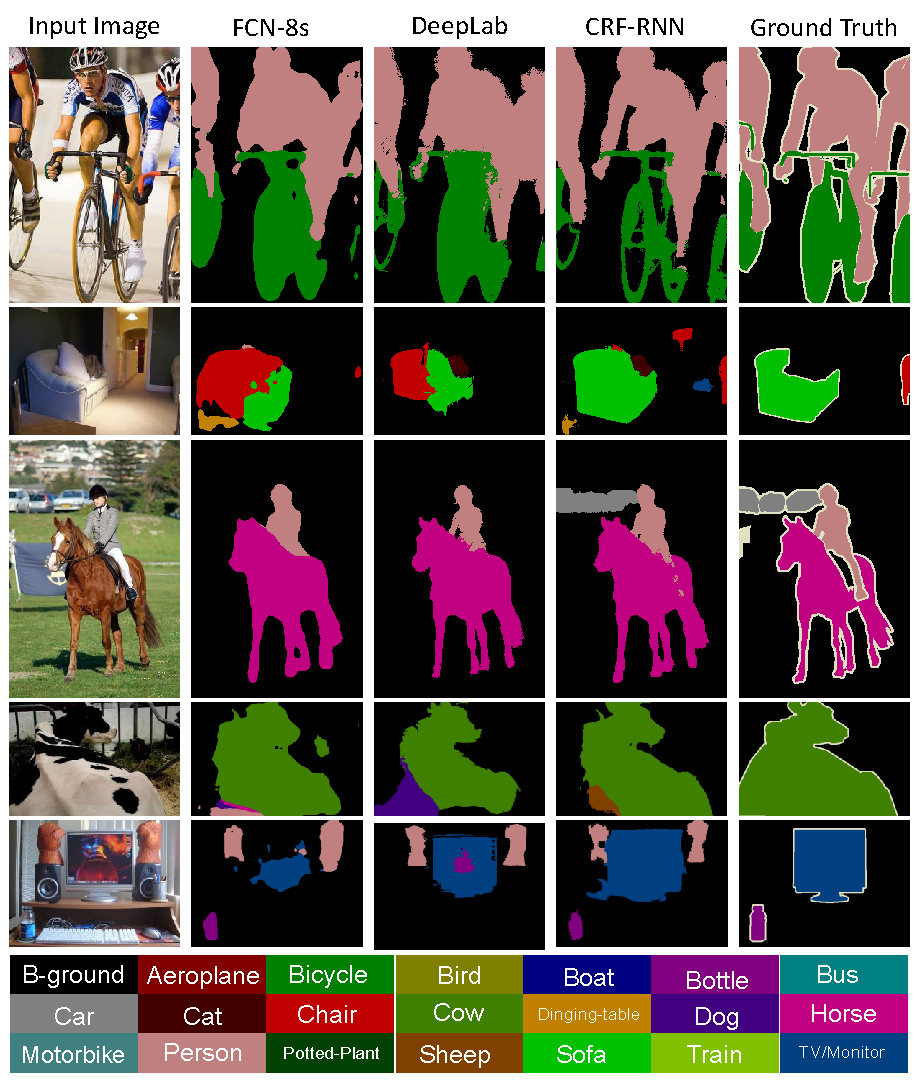 Input Image FCN-8s DeepLab CRF-RNN Ground Truth
B-ground Aeroplane Bicycle Bird Boat Bottle Bus
Car Cat Chair Cow Dinging-table Dog Horse
Motorbike Person Potted-Plant Sheep Sofa Train TV/Monitor